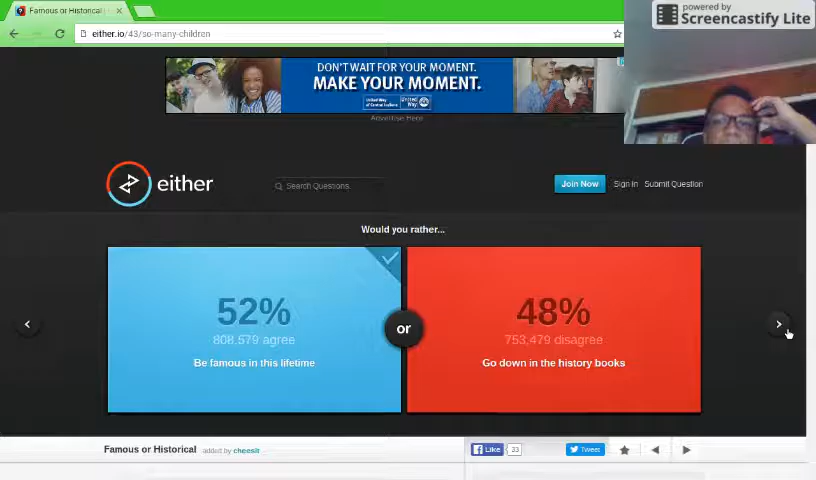 Famous or Historical
powered by
Screencastify Lite
either.io/43/so-many-children
DON'T WAIT FOR YOUR MOMENT.
MAKE YOUR MOMENT.
Advertise Here
either
Search Questions
Join Now
Sign In
Submit Question
Would you rather...
52%
808,579 agree
Be famous in this lifetime
or
48%
753,479 disagree
Go down in the history books
Famous or Historical
added by cheesit
Like
33
Tweet